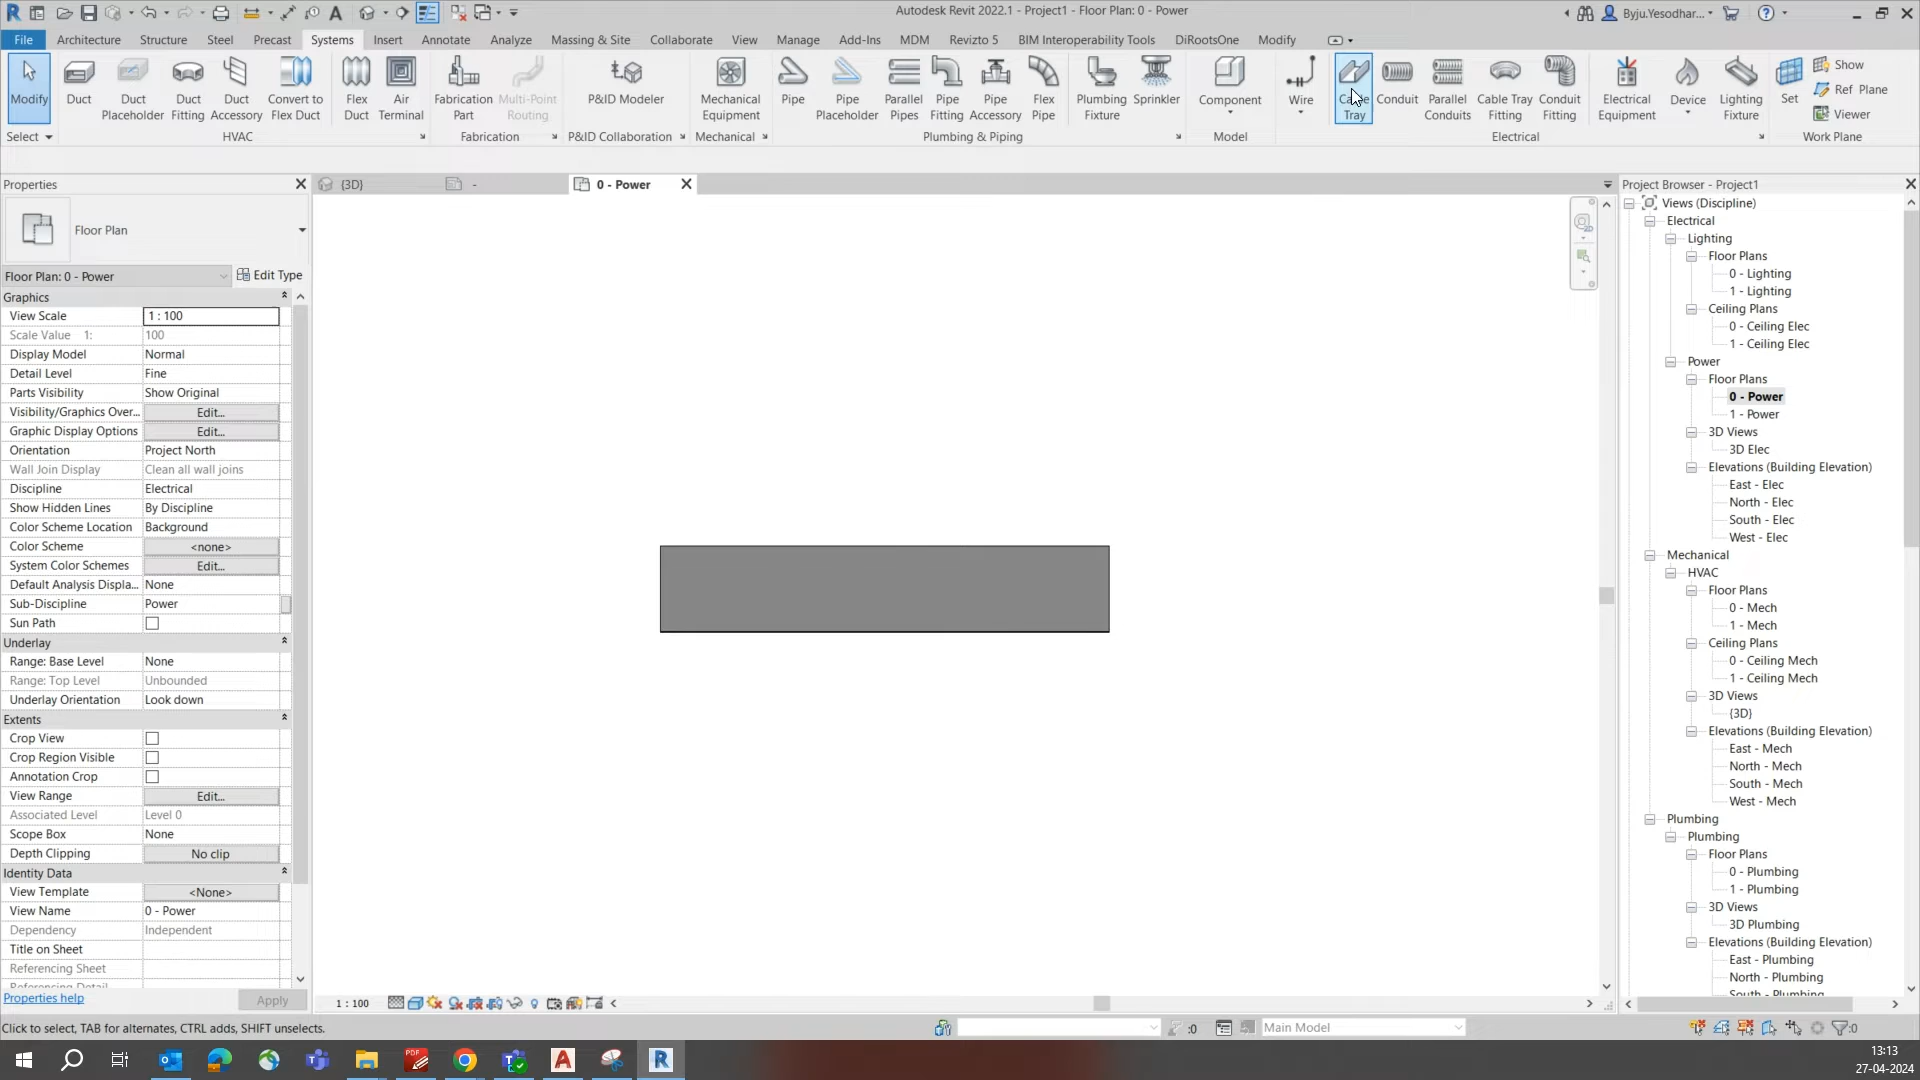 Autodesk Revit 2022.1 - Project1 - Floor Plan: 0 - Power
Byju.Yesodhar...
File Architecture Structure Steel Precast Systems Insert Annotate Analyze Massing & Site Collaborate View Manage Add-Ins MDM Revizto 5 BIM Interoperability Tools DiRootsOne Modify
Modify
Duct
Duct Placeholder
Duct Fitting
Duct Accessory
Convert to Flex Duct
Flex Duct
Air Terminal
Fabrication Part
Multi-Point Routing
P&ID Modeler
Mechanical Equipment
Pipe
Pipe Placeholder
Parallel Pipes
Pipe Fitting
Pipe Accessory
Flex Pipe
Plumbing Fixture
Sprinkler
Component
Wire
Cable Tray
Conduit
Parallel Conduits
Cable Tray Fitting
Conduit Fitting
Electrical Equipment
Device
Lighting Fixture
Set
Show
Ref Plane
Viewer
Select HVAC Fabrication P&ID Collaboration Mechanical Plumbing & Piping Model Electrical Work Plane
Properties
{3D}
-
0 - Power
Project Browser - Project1
Floor Plan
Floor Plan: 0 - Power
Edit Type
Graphics
View Scale 1 : 100
Scale Value 1: 100
Display Model Normal
Detail Level Fine
Parts Visibility Show Original
Visibility/Graphics Over... Edit...
Graphic Display Options Edit...
Orientation Project North
Wall Join Display Clean all wall joins
Discipline Electrical
Show Hidden Lines By Discipline
Color Scheme Location Background
Color Scheme <none>
System Color Schemes Edit...
Default Analysis Displa... None
Sub-Discipline Power
Sun Path
Underlay
Range: Base Level None
Range: Top Level Unbounded
Underlay Orientation Look down
Extents
Crop View
Crop Region Visible
Annotation Crop
View Range Edit...
Associated Level Level 0
Scope Box None
Depth Clipping No clip
Identity Data
View Template <None>
View Name 0 - Power
Dependency Independent
Title on Sheet
Referencing Sheet
Referencing Detail
Properties help
Apply
Views (Discipline)
Electrical
Lighting
Floor Plans
0 - Lighting
1 - Lighting
Ceiling Plans
0 - Ceiling Elec
1 - Ceiling Elec
Power
Floor Plans
0 - Power
1 - Power
3D Views
3D Elec
Elevations (Building Elevation)
East - Elec
North - Elec
South - Elec
West - Elec
Mechanical
HVAC
Floor Plans
0 - Mech
1 - Mech
Ceiling Plans
0 - Ceiling Mech
1 - Ceiling Mech
3D Views
{3D}
Elevations (Building Elevation)
East - Mech
North - Mech
South - Mech
West - Mech
Plumbing
Plumbing
Floor Plans
0 - Plumbing
1 - Plumbing
3D Views
3D Plumbing
Elevations (Building Elevation)
East - Plumbing
North - Plumbing
South - Plumbing
1 : 100
Click to select, TAB for alternates, CTRL adds, SHIFT unselects.
:0
Main Model
:0
13:13
27-04-2024